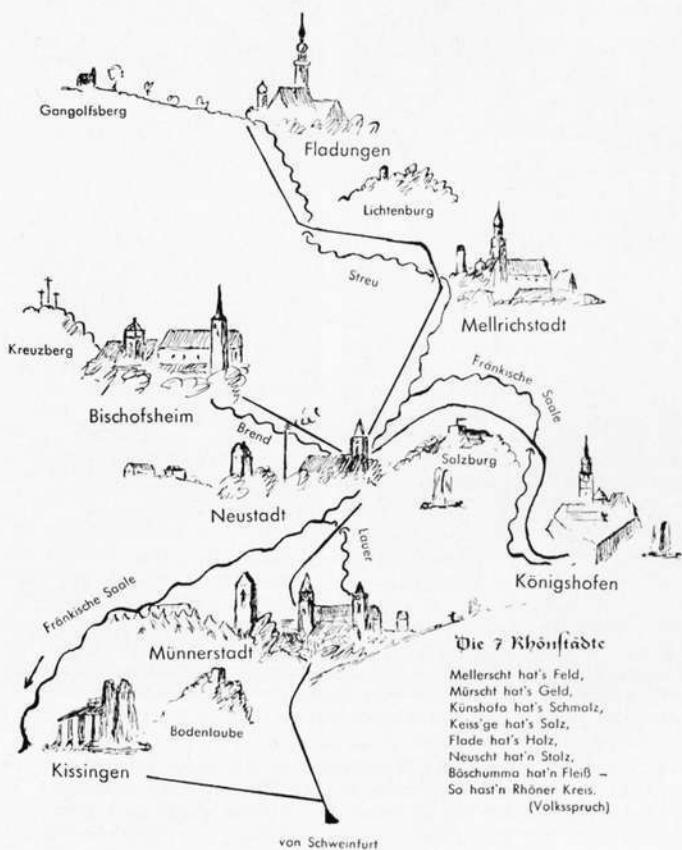 Gangolfsberg
Fladungen
Lichtenburg
Streu
Mellrichstadt
Kreuzberg
Bischofsheim
Brend
Fränkische Saale
Salzburg
Neustadt
Königshofen
Lauer
Fränkische Saale
Münnerstadt
Bodenlaube
Kissingen
von Schweinfurt
Die 7 Rhönstädte
Mellerscht hat's Feld,
Mürscht hat's Geld,
Künshofa hat's Schmalz,
Keiss'ge hat's Salz,
Flade hat's Holz,
Neuscht hat'n Stolz,
Böschumma hat'n Fleiß –
So hast'n Rhöner Kreis.
(Volksspruch)